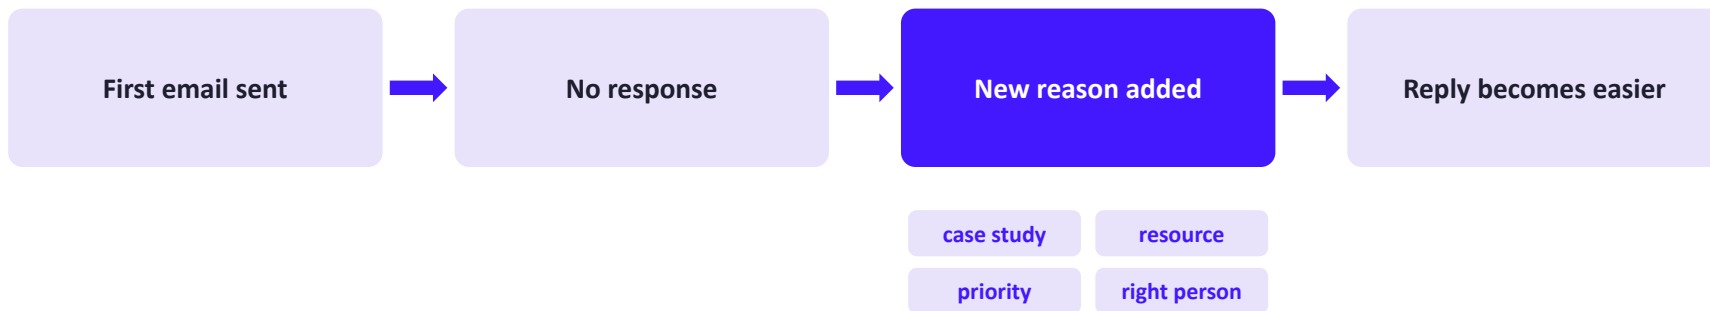 First email sent
No response
New reason added
Reply becomes easier
case study
resource
priority
right person